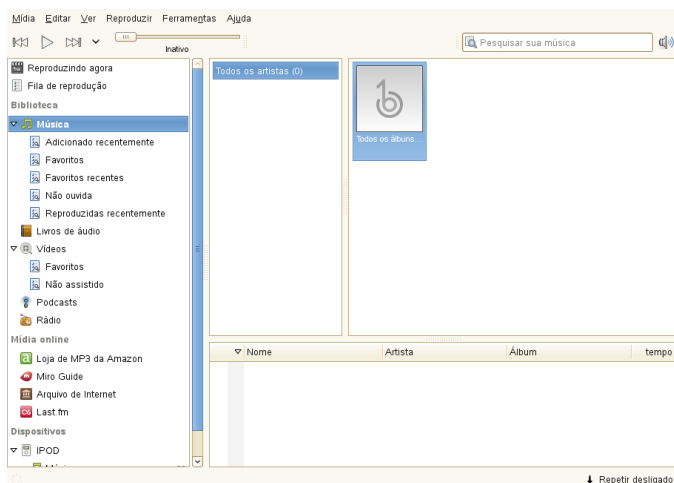 Mídia Editar Ver Reproduzir Ferramentas Ajuda
Inativo
Pesquisar sua música
Reproduzindo agora
Fila de reprodução
Biblioteca
Música
Adicionado recentemente
Favoritos
Favoritos recentes
Não ouvida
Reproduzidas recentemente
Livros de áudio
Vídeos
Favoritos
Não assistido
Podcasts
Rádio
Mídia online
Loja de MP3 da Amazon
Miro Guide
Arquivo de Internet
Last.fm
Dispositivos
IPOD
Todos os artistas (0)
Todos os álbuns...
Nome Artista Álbum tempo
Repetir desligado